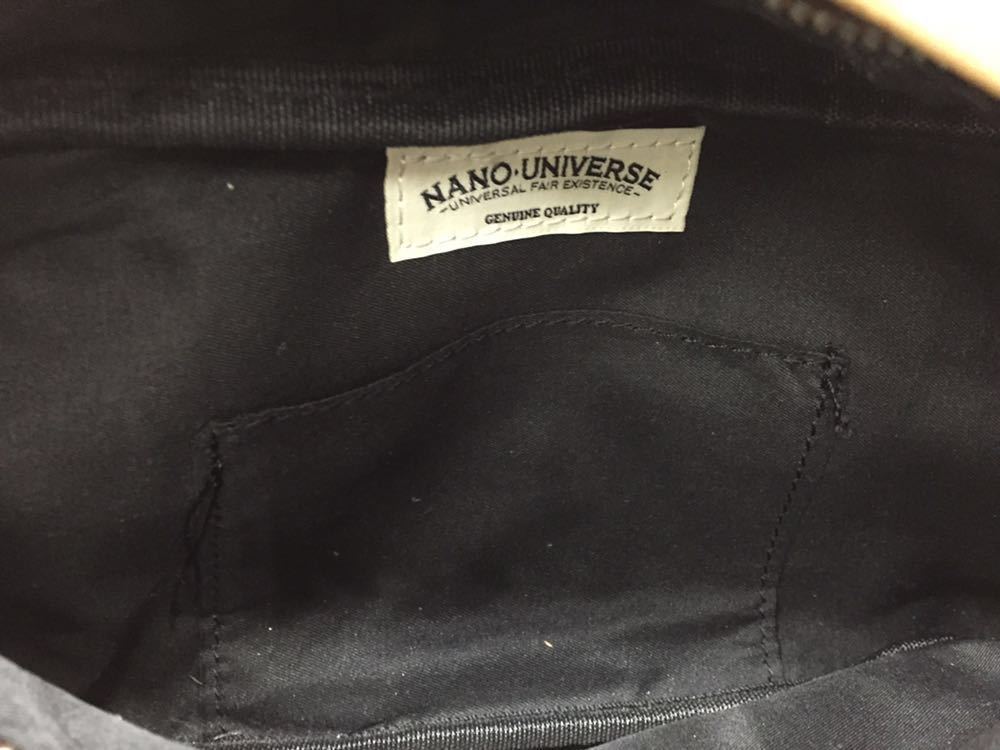 NANO·UNIVERSE
-UNIVERSAL FAIR EXISTENCE-
GENUINE QUALITY